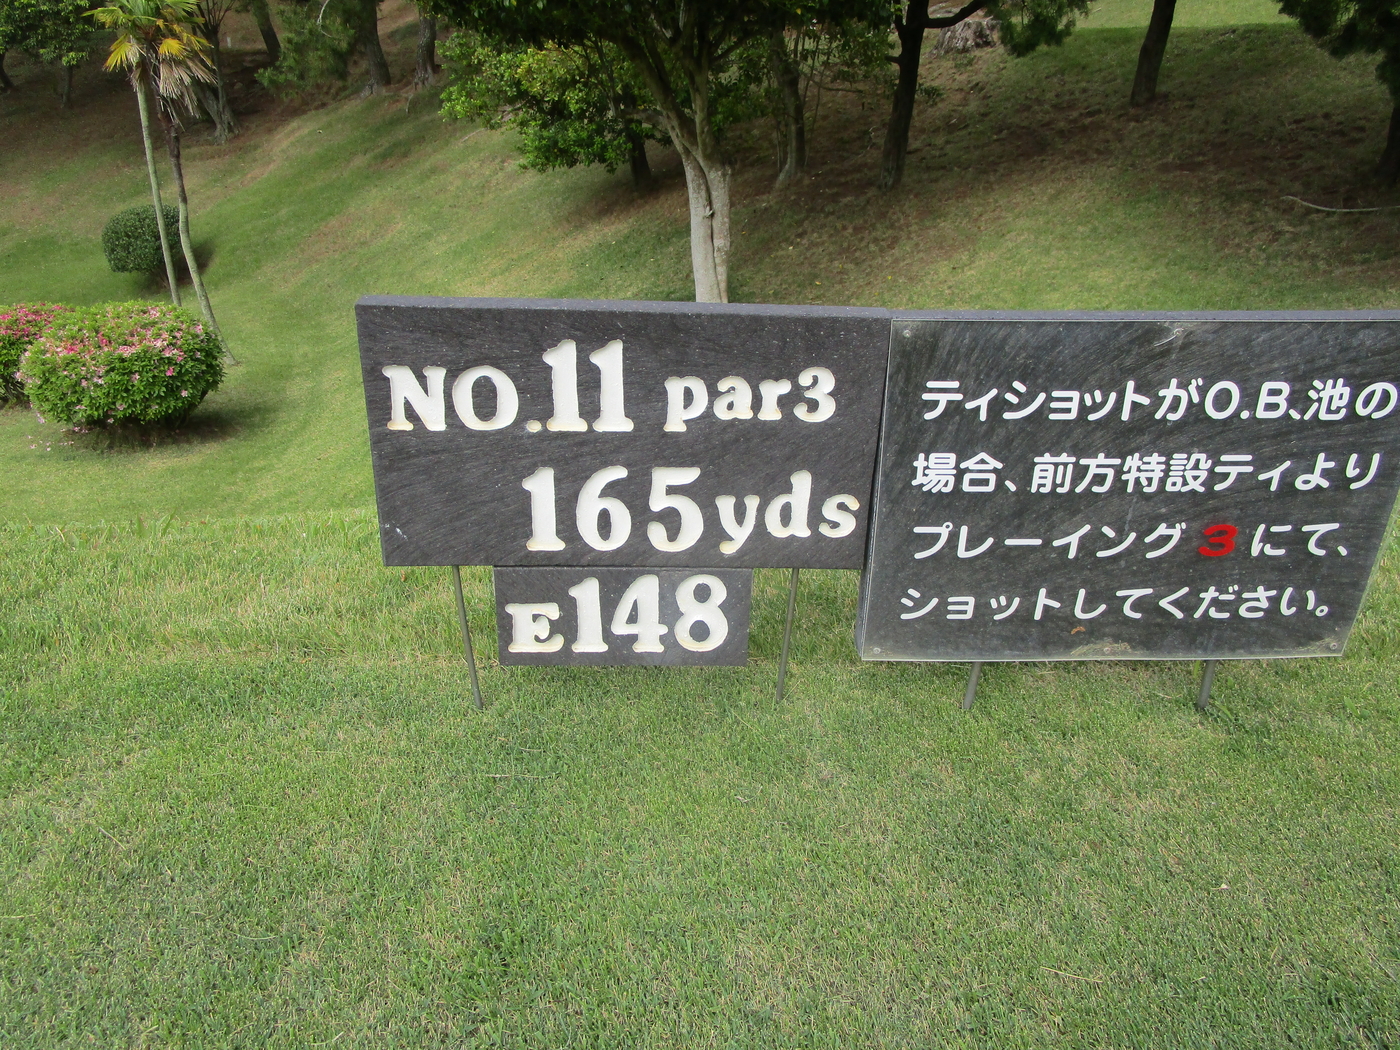 NO.11 par3
165yds
E148
ティショットがO.B、池の
場合、前方特設ティより
プレーイング3にて、
ショットしてください。